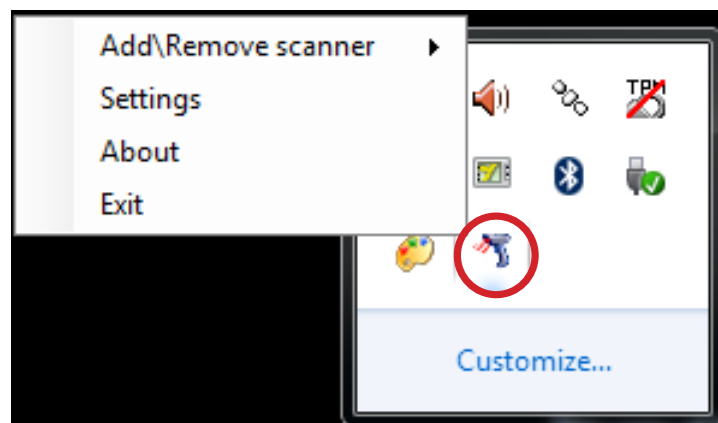 Add\Remove scanner
Settings
About
Exit
TPM
Customize...